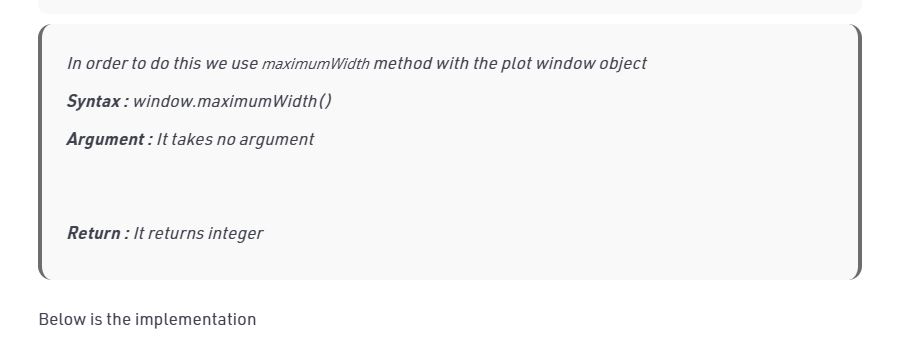 In order to do this we use maximumWidth method with the plot window object
Syntax : window.maximumWidth()
Argument : It takes no argument
Return : It returns integer
Below is the implementation